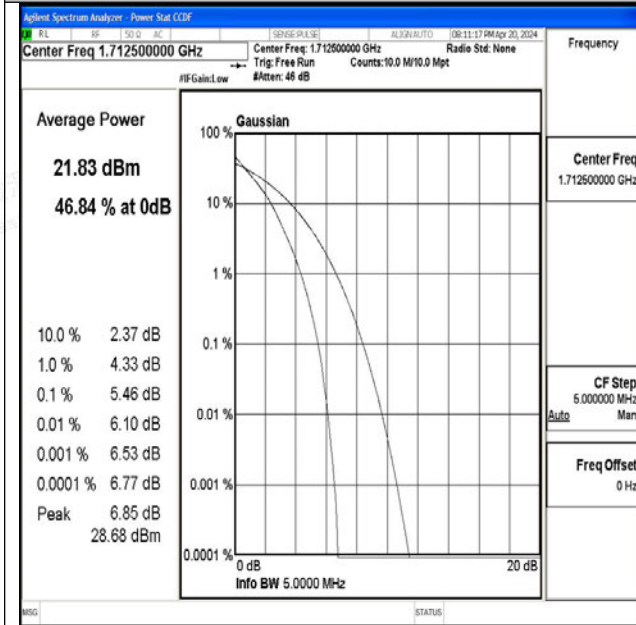 Agilent Spectrum Analyzer - Power Stat CCDF
RL RF 50 Ω AC SENSE:PULSE ALIGNAUTO 08:11:17 PM Apr 20, 2024
Center Freq 1.712500000 GHz
Center Freq: 1.712500000 GHz Radio Std: None
Trig: Free Run Counts:10.0 M/10.0 Mpt
#IFGain:Low #Atten: 46 dB
Average Power
21.83 dBm
46.84 % at 0dB
10.0 % 2.37 dB
1.0 % 4.33 dB
0.1 % 5.46 dB
0.01 % 6.10 dB
0.001 % 6.53 dB
0.0001 % 6.77 dB
Peak 6.85 dB
28.68 dBm
Gaussian
100 %
10 %
1 %
0.1 %
0.01 %
0.001 %
0.0001 %
0 dB 20 dB
Info BW 5.0000 MHz
Frequency
Center Freq
1.712500000 GHz
CF Step
5.000000 MHz
Auto Man
Freq Offset
0 Hz
MSG STATUS